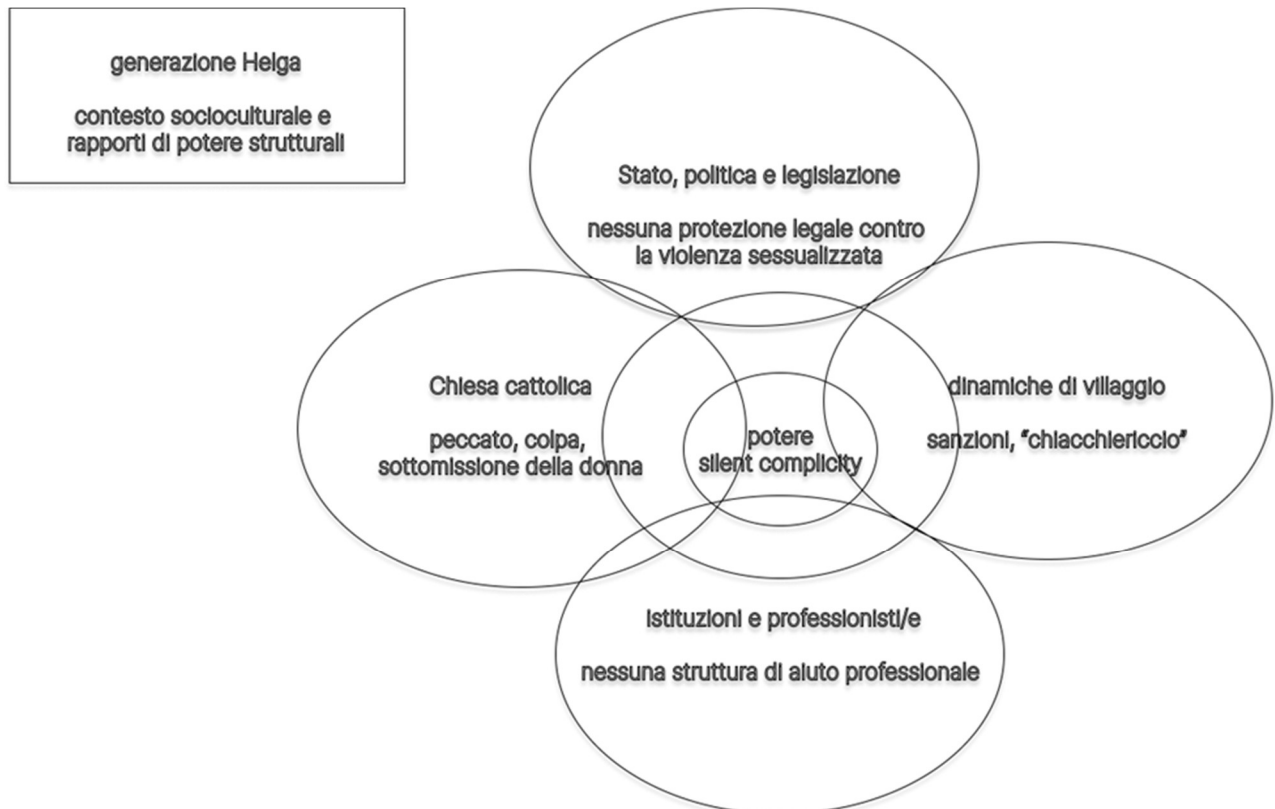 generazione Helga
contesto socioculturale e
rapporti di potere strutturali
Stato, politica e legislazione
nessuna protezione legale contro
la violenza sessualizzata
Chiesa cattolica
peccato, colpa,
sottomissione della donna
potere
silent complicity
dinamiche di villaggio
sanzioni, "chiacchiericcio"
istituzioni e professionisti/e
nessuna struttura di aiuto professionale